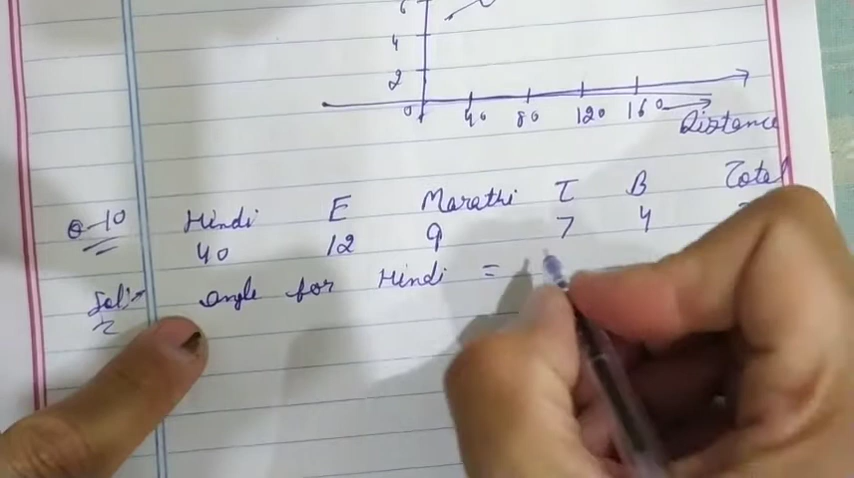 6
4
2
0 40 80 120 160
Distance
Q-10 Hindi E Marathi T B Total
40 12 9 7 4
Sol:- angle for Hindi =